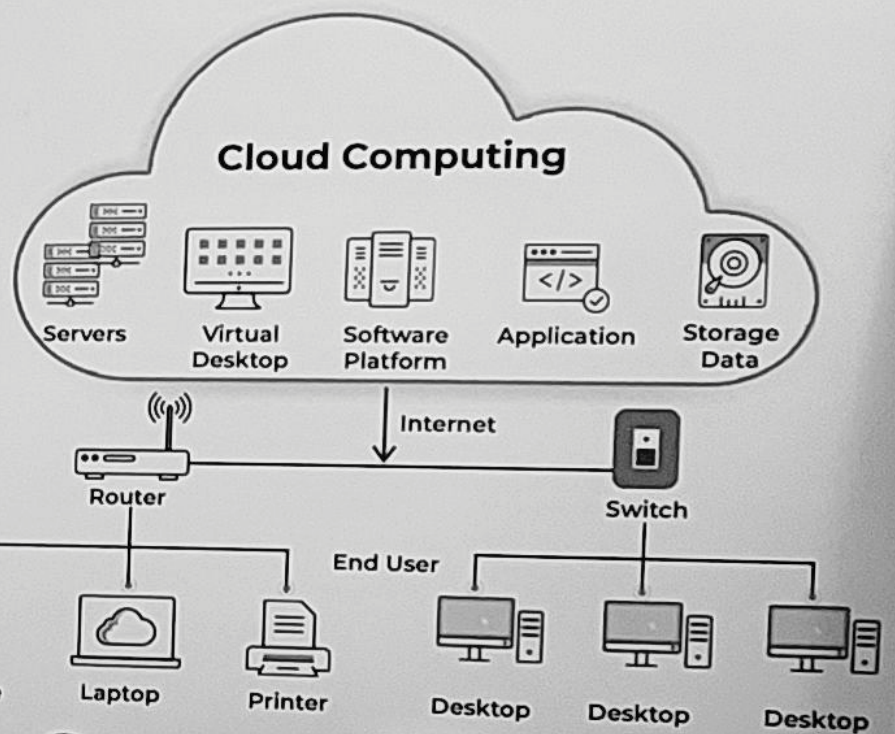 Cloud Computing
Servers
Virtual
Desktop
Software
Platform
</>
Application
Storage
Data
Internet
Router
Switch
End User
Laptop
Printer
Desktop
Desktop
Desktop